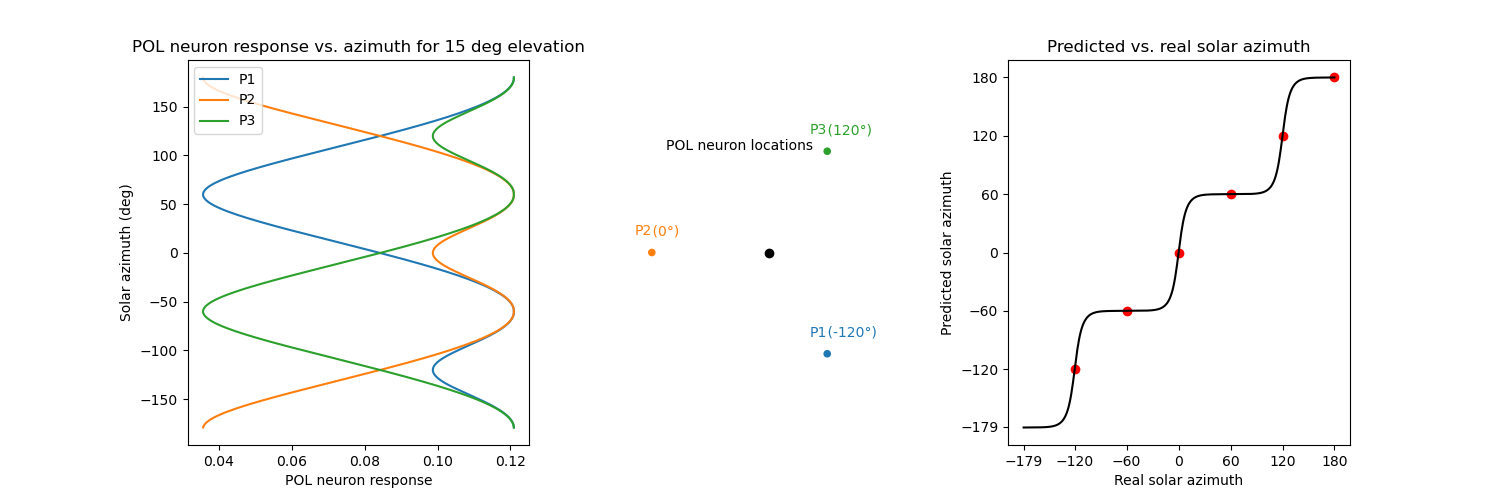 POL neuron response vs. azimuth for 15 deg elevation
P1
P2
P3
150
100
50
0
−50
−100
−150
Solar azimuth (deg)
0.04 0.06 0.08 0.10 0.12
POL neuron response
P3(120°)
POL neuron locations
P2(0°)
P1(-120°)
Predicted vs. real solar azimuth
180
120
60
0
−60
−120
−179
Predicted solar azimuth
−179 −120 −60 0 60 120 180
Real solar azimuth